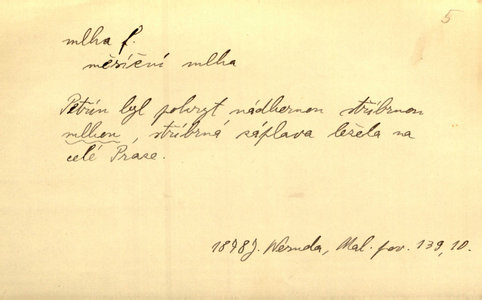 5
mlha f.
měsíční mlha
Petřín byl pokryt nádhernou stříbrnou
mlhou, stříbrná záplava ležela na
celé Praze.
1878 J. Neruda, Mal. pov. 139, 10.